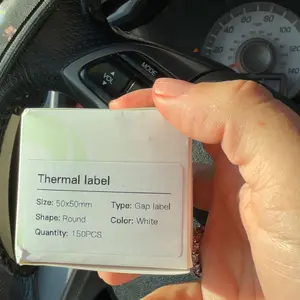 MODE
Thermal label
Size: 50x50mm Type: Gap label
Shape: Round Color: White
Quantity: 150PCS